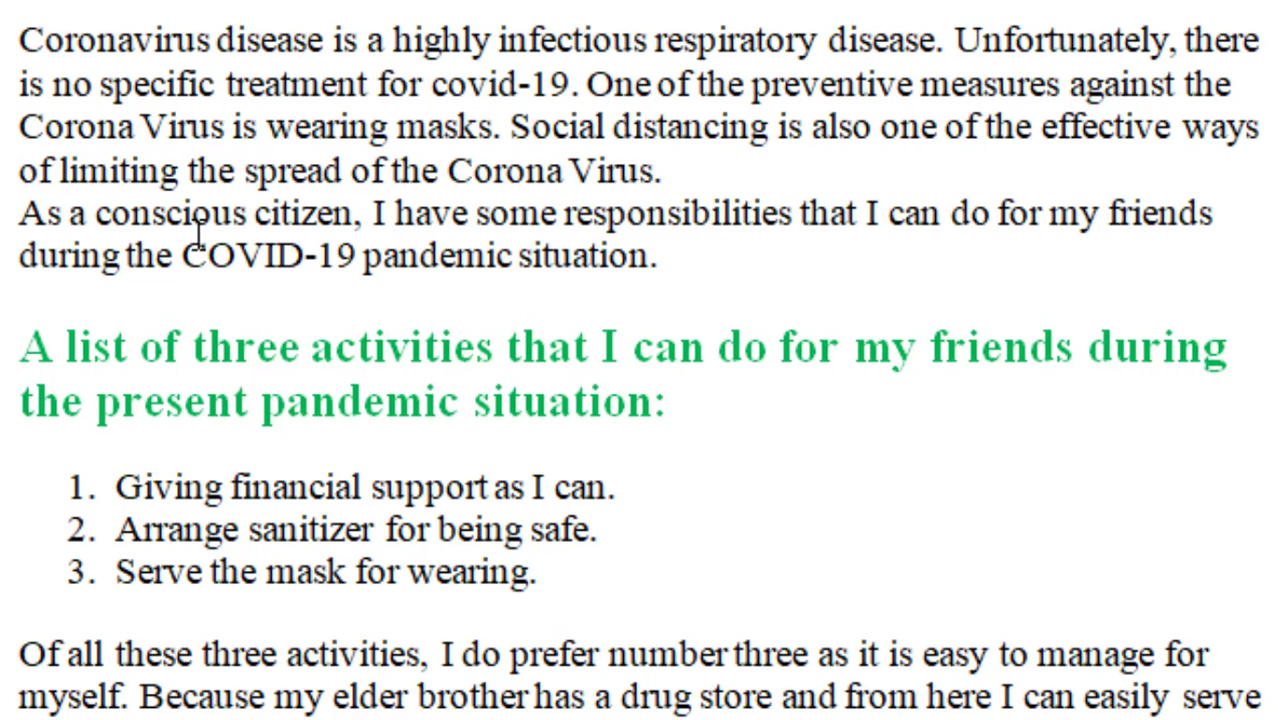 Coronavirus disease is a highly infectious respiratory disease. Unfortunately, there
is no specific treatment for covid-19. One of the preventive measures against the
Corona Virus is wearing masks. Social distancing is also one of the effective ways
of limiting the spread of the Corona Virus.
As a conscious citizen, I have some responsibilities that I can do for my friends
during the COVID-19 pandemic situation.
A list of three activities that I can do for my friends during
the present pandemic situation:
1. Giving financial support as I can.
2. Arrange sanitizer for being safe.
3. Serve the mask for wearing.
Of all these three activities, I do prefer number three as it is easy to manage for
myself. Because my elder brother has a drug store and from here I can easily serve